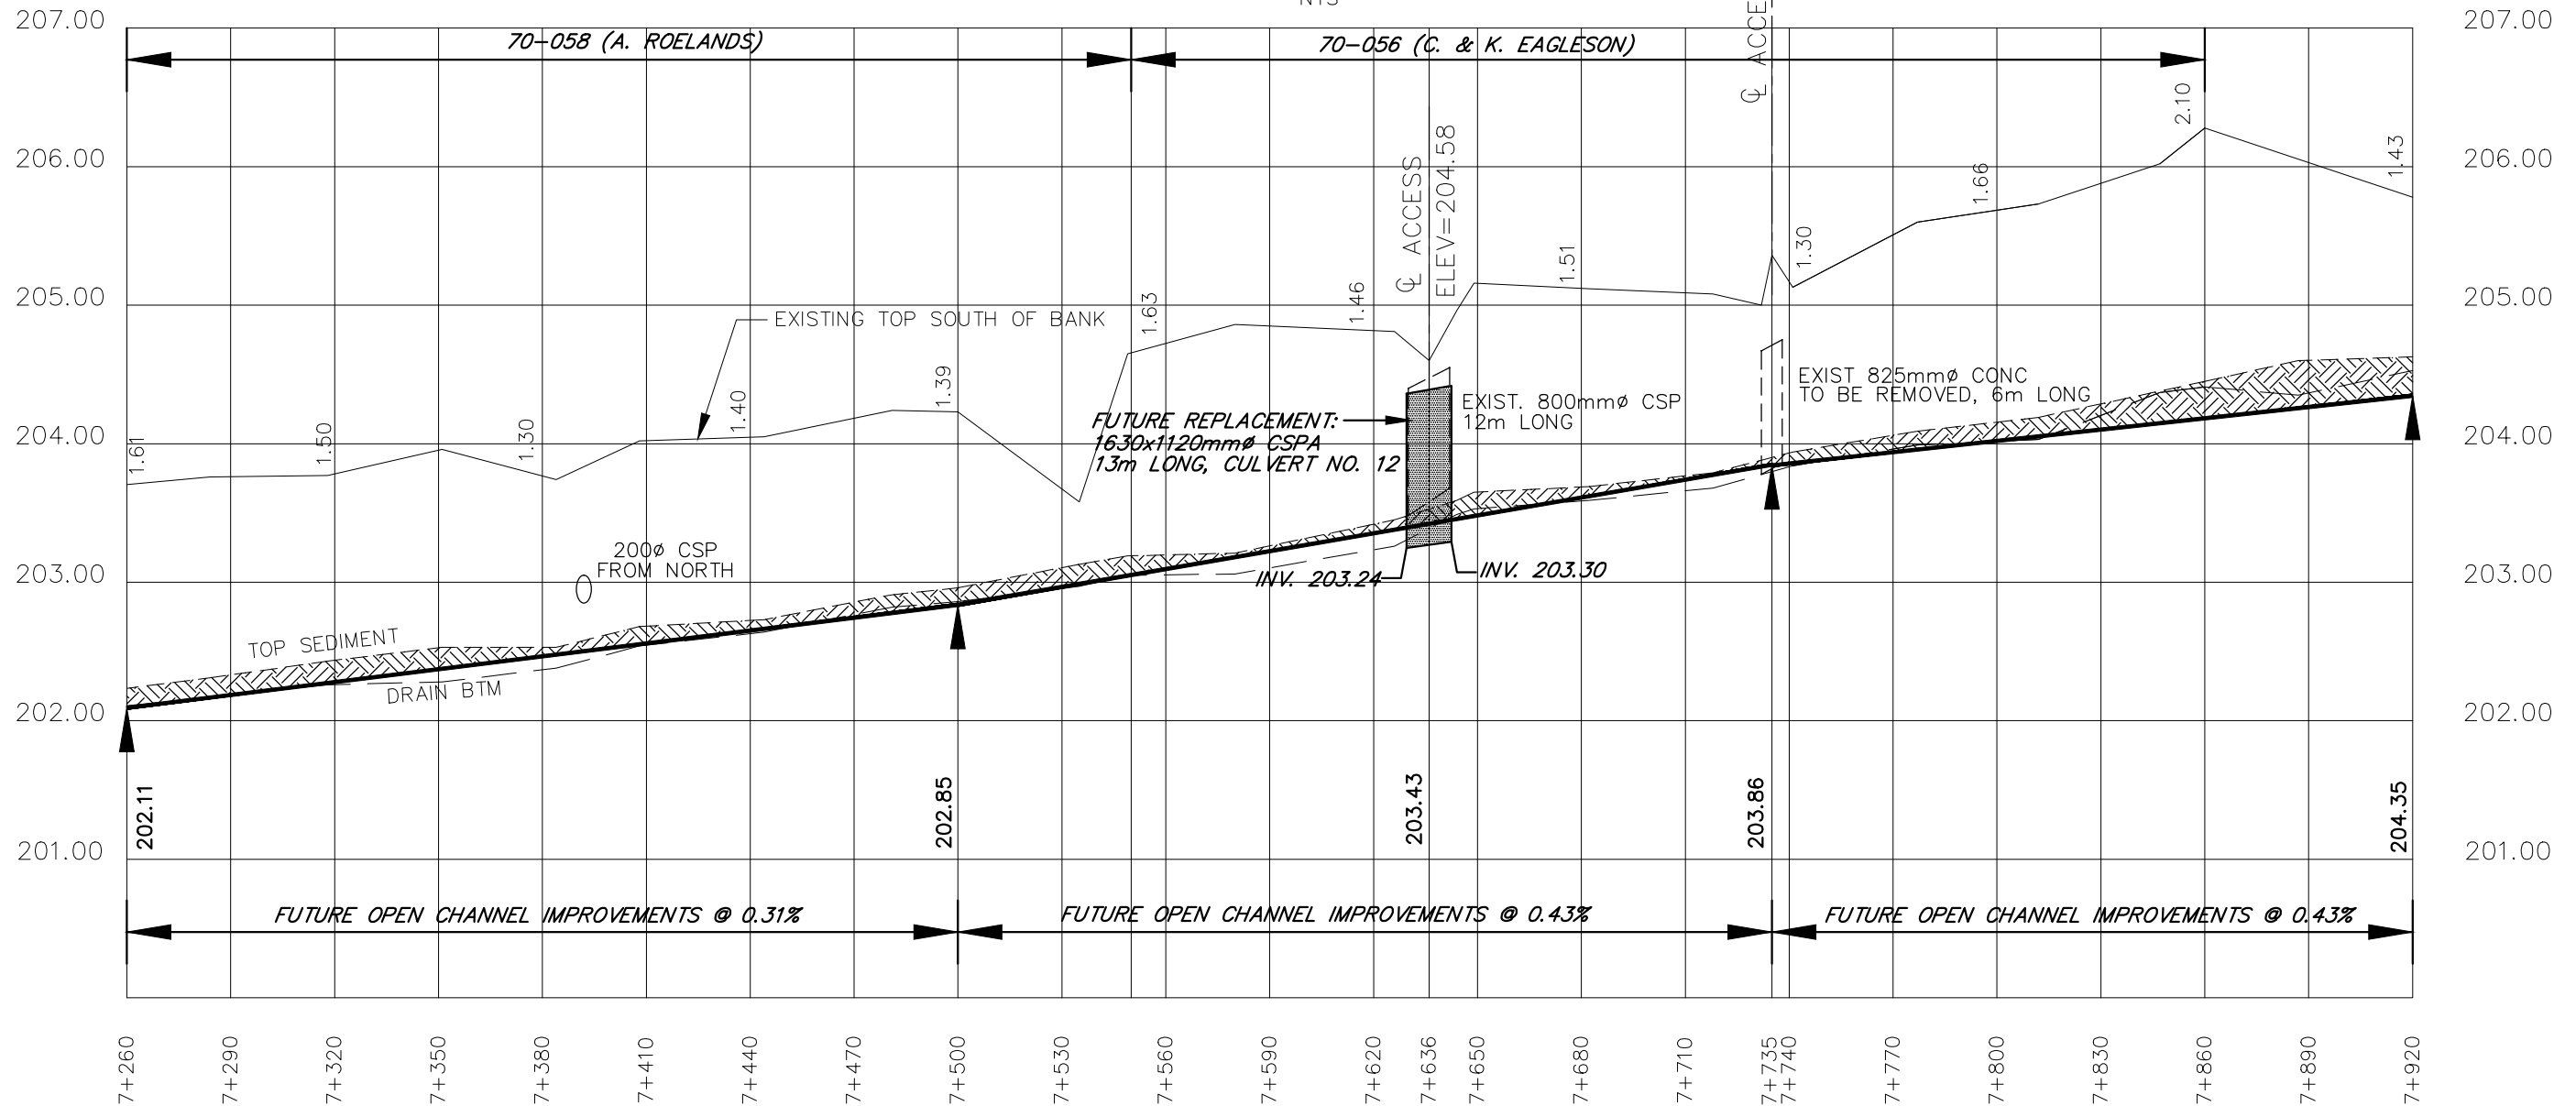 NTS
207.00
207.00
70-058 (A. ROELANDS)
70-056 (C. & K. EAGLESON)
℄ ACCE
2.10
206.00
206.00
℄ ACCESS
ELEV=204.58
1.66
1.43
1.51
1.30
205.00
205.00
1.63
1.46
EXISTING TOP SOUTH OF BANK
1.39
1.40
EXIST 825mmø CONC
TO BE REMOVED, 6m LONG
EXIST. 800mmø CSP
12m LONG
FUTURE REPLACEMENT:
1630x1120mmø CSPA
13m LONG, CULVERT NO. 12
204.00
204.00
1.61
1.50
1.30
200ø CSP
FROM NORTH
203.00
203.00
INV. 203.24
INV. 203.30
TOP SEDIMENT
DRAIN BTM
202.00
202.00
202.11
202.85
203.43
203.86
204.35
201.00
201.00
FUTURE OPEN CHANNEL IMPROVEMENTS @ 0.31%
FUTURE OPEN CHANNEL IMPROVEMENTS @ 0.43%
FUTURE OPEN CHANNEL IMPROVEMENTS @ 0.43%
7+260
7+290
7+320
7+350
7+380
7+410
7+440
7+470
7+500
7+530
7+560
7+590
7+620
7+636
7+650
7+680
7+710
7+735
7+740
7+770
7+800
7+830
7+860
7+890
7+920